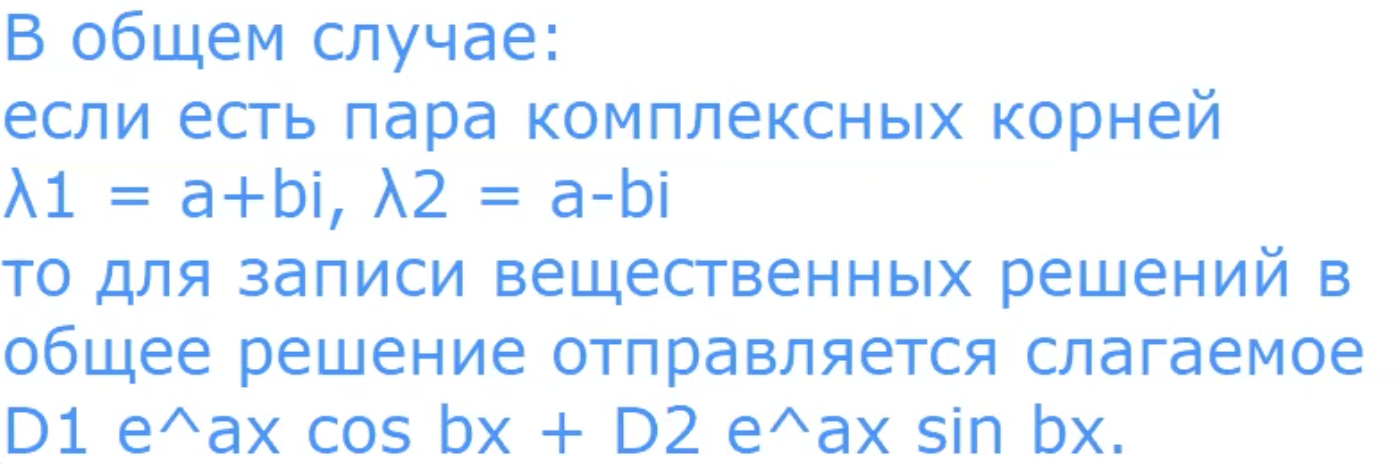 В общем случае:
если есть пара комплексных корней
λ1 = a+bi, λ2 = a-bi
то для записи вещественных решений в
общее решение отправляется слагаемое
D1 e^ax cos bx + D2 e^ax sin bx.